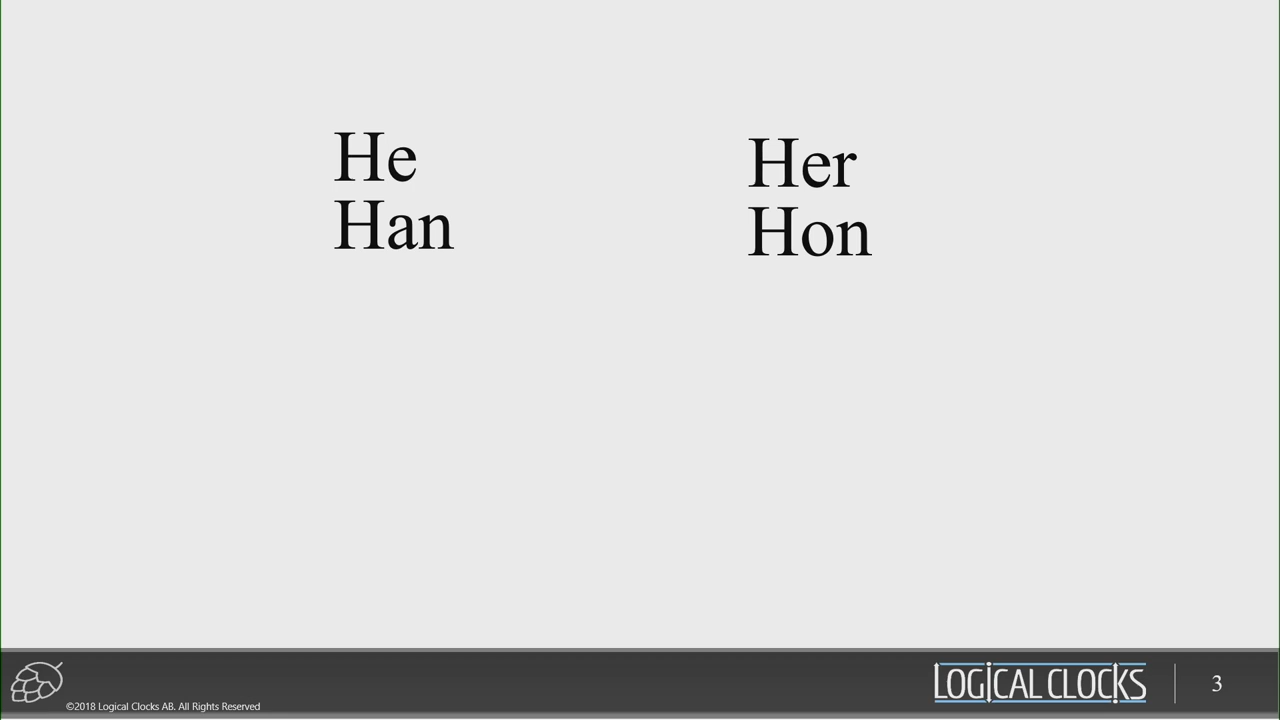 He
Han
Her
Hon
©2018 Logical Clocks AB. All Rights Reserved
LOGICAL CLOCKS
3